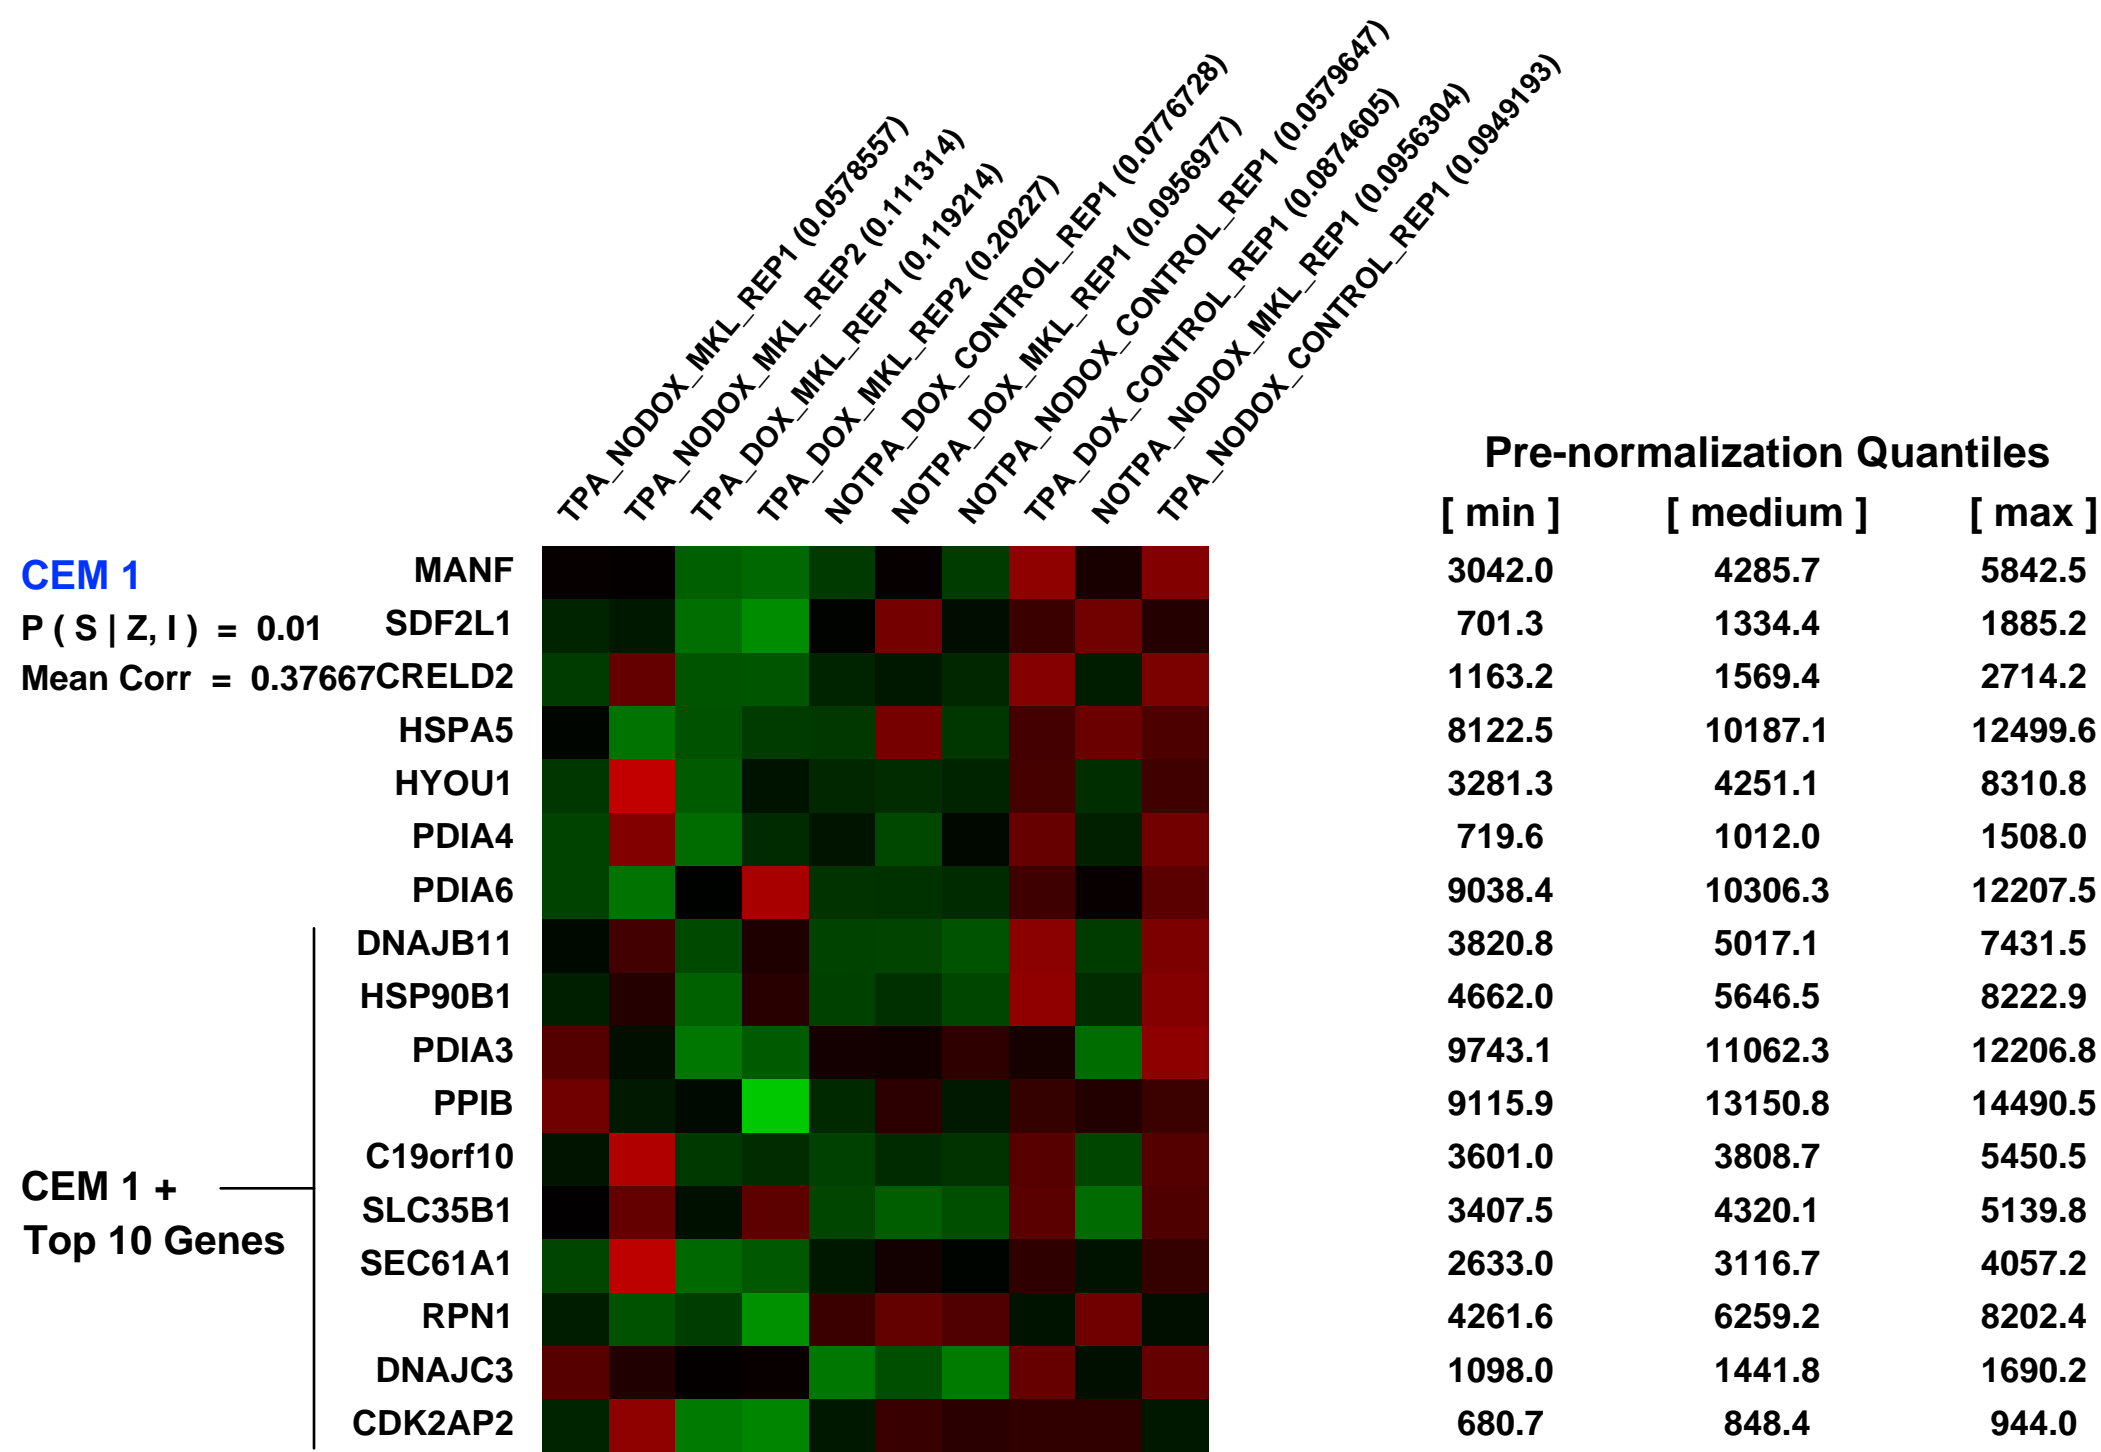 TPA_NODOX_MKL_REP1 (0.0578557)
TPA_NODOX_MKL_REP2 (0.111314)
TPA_DOX_MKL_REP1 (0.119214)
TPA_DOX_MKL_REP2 (0.20227)
NOTPA_DOX_CONTROL_REP1 (0.0776728)
NOTPA_DOX_MKL_REP1 (0.0956977)
NOTPA_NODOX_CONTROL_REP1 (0.0579647)
TPA_DOX_CONTROL_REP1 (0.0874605)
NOTPA_NODOX_MKL_REP1 (0.0956304)
TPA_NODOX_CONTROL_REP1 (0.0949193)
Pre-normalization Quantiles
[ min ] [ medium ] [ max ]
CEM 1
P ( S | Z, I ) = 0.01
Mean Corr = 0.37667
MANF 3042.0 4285.7 5842.5
SDF2L1 701.3 1334.4 1885.2
CRELD2 1163.2 1569.4 2714.2
HSPA5 8122.5 10187.1 12499.6
HYOU1 3281.3 4251.1 8310.8
PDIA4 719.6 1012.0 1508.0
PDIA6 9038.4 10306.3 12207.5
DNAJB11 3820.8 5017.1 7431.5
HSP90B1 4662.0 5646.5 8222.9
PDIA3 9743.1 11062.3 12206.8
PPIB 9115.9 13150.8 14490.5
C19orf10 3601.0 3808.7 5450.5
SLC35B1 3407.5 4320.1 5139.8
SEC61A1 2633.0 3116.7 4057.2
RPN1 4261.6 6259.2 8202.4
DNAJC3 1098.0 1441.8 1690.2
CDK2AP2 680.7 848.4 944.0
CEM 1 +
Top 10 Genes